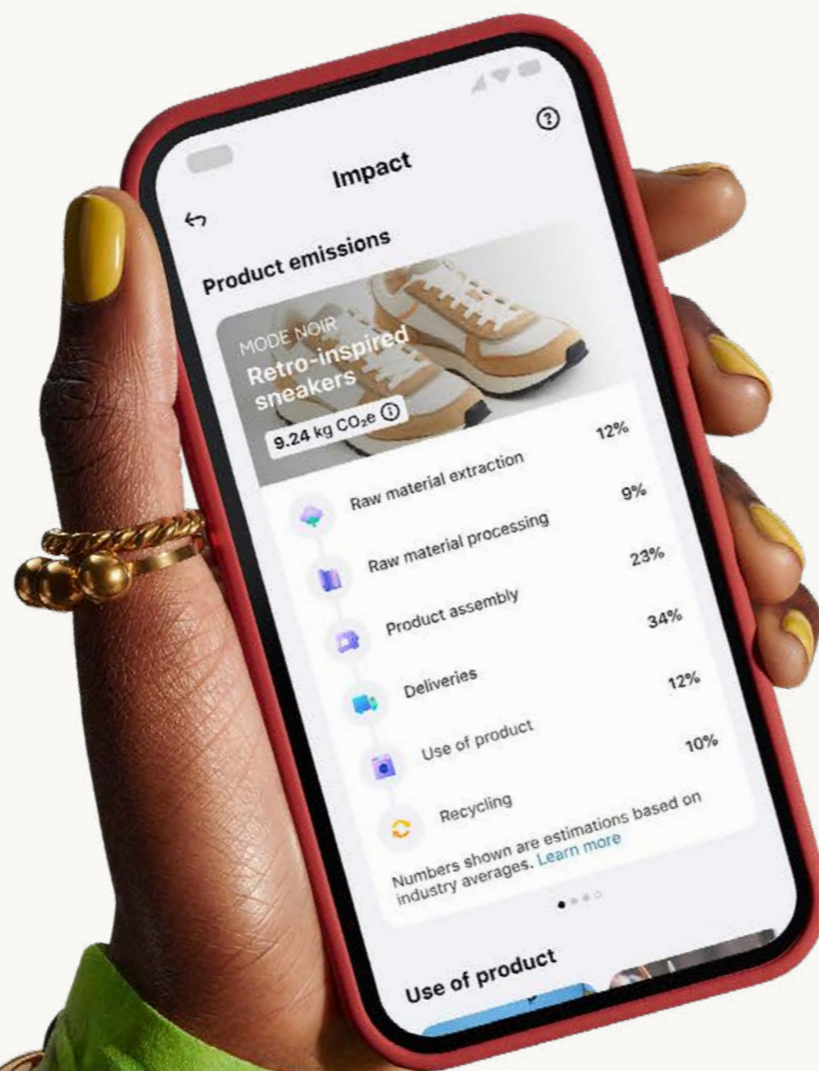 Impact
Product emissions
MODE NOIR
Retro-inspired
sneakers
9.24 kg CO₂e
Raw material extraction 12%
Raw material processing 9%
Product assembly 23%
Deliveries 34%
Use of product 12%
Recycling 10%
Numbers shown are estimations based on
industry averages. Learn more
Use of product